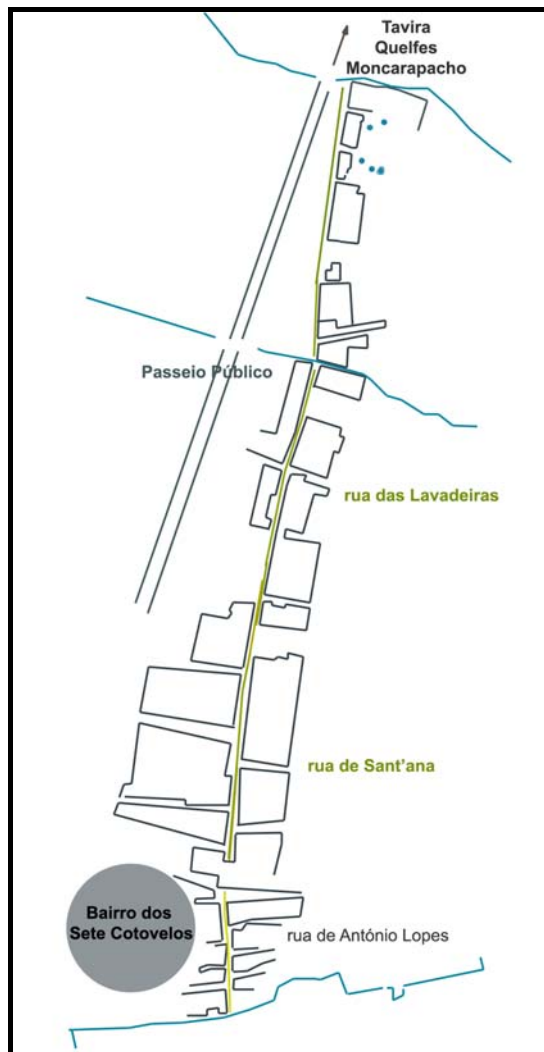 Tavira
Quelfes
Moncarapacho
Passeio Público
rua das Lavadeiras
rua de Sant'ana
Bairro dos
Sete Cotovelos
rua de António Lopes